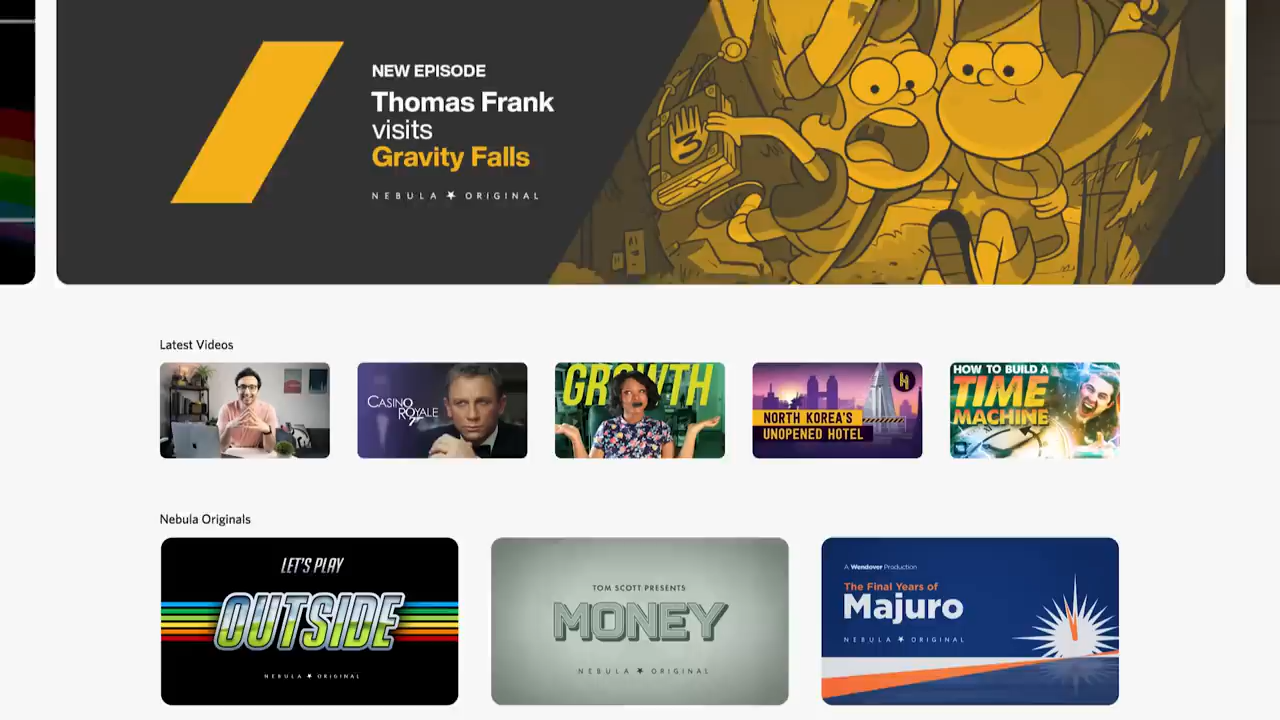 NEW EPISODE
Thomas Frank
visits
Gravity Falls
NEBULA ★ ORIGINAL
3
Latest Videos
CASINO
ROYALE
007
GROWTH
H
NORTH KOREA'S
UNOPENED HOTEL
HOW TO BUILD A
TIME
MACHINE
Nebula Originals
LET'S PLAY
OUTSIDE
NEBULA ★ ORIGINAL
TOM SCOTT PRESENTS
MONEY
NEBULA ★ ORIGINAL
A Wendover Production
The Final Years of
Majuro
NEBULA ★ ORIGINAL